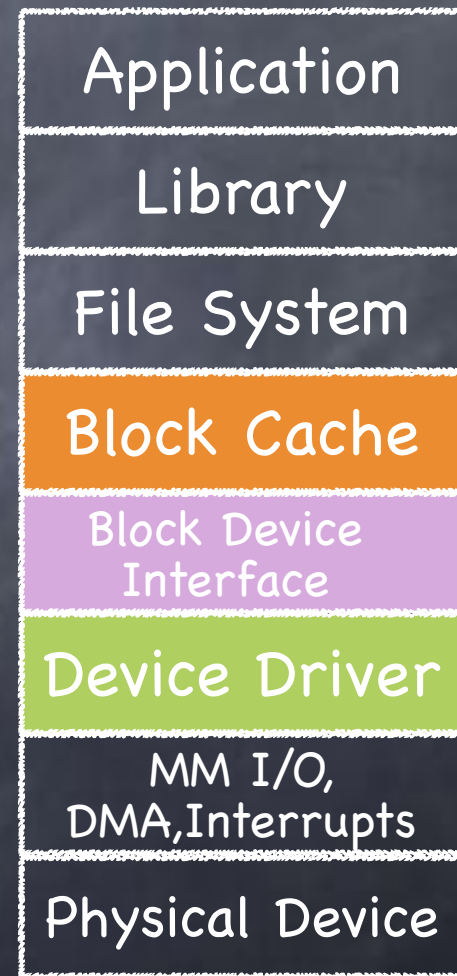 Application
Library
File System
Block Cache
Block Device
Interface
Device Driver
MM I/O,
DMA,Interrupts
Physical Device